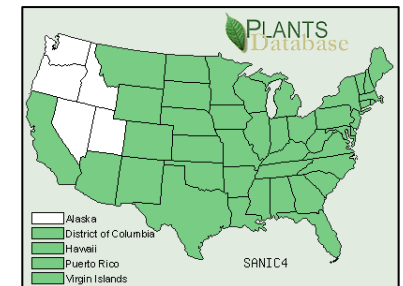 PLANTS
Database
Alaska
District of Columbia
Hawaii
Puerto Rico
Virgin Islands
SANIC4